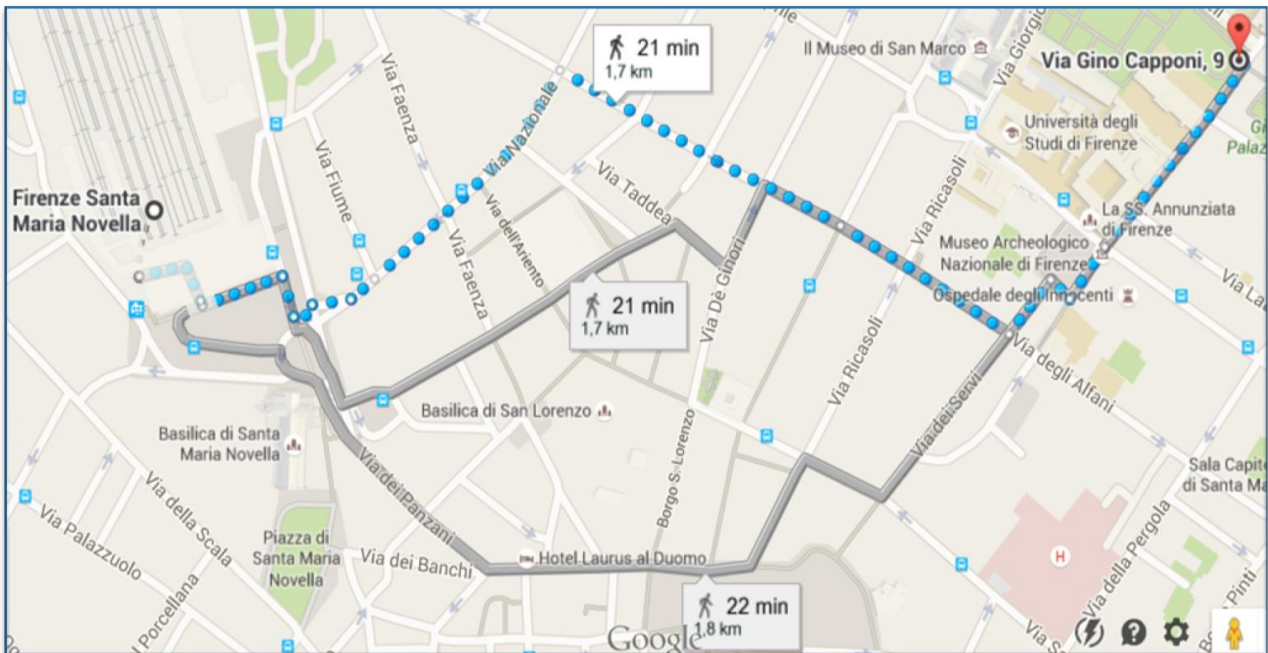 21 min
1,7 km
Il Museo di San Marco
Via Giorgio
Via Gino Capponi, 9
Via Faenza
Via Nazionale
Via Fiume
Università degli
Studi di Firenze
Firenze Santa
Maria Novella
Via Taddea
Via dell'Ariento
Via Ricasoli
La SS. Annunziata
di Firenze
Museo Archeologico
Nazionale di Firenze
Via Faenza
Via Dè Ginori
Ospedale degli Innocenti
21 min
1,7 km
Via Ricasoli
Via degli Alfani
Via dei Servi
Basilica di San Lorenzo
Basilica di Santa
Maria Novella
Via dei Panzani
Borgo S. Lorenzo
Sala Capit
di Santa Ma
Via della Scala
Via Palazzuolo
Piazza di
Santa Maria
Novella
Via dei Banchi
Hotel Laurus al Duomo
H
Via della Pergola
Pinti
Porcellana
22 min
1,8 km
Google